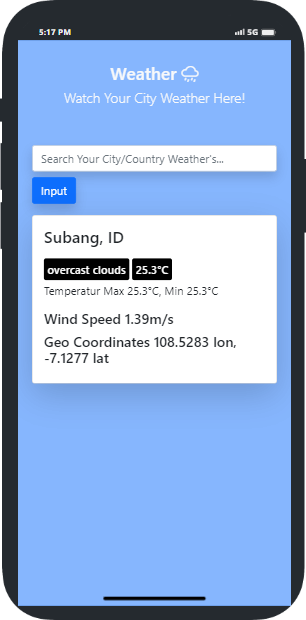 5:17 PM 5G
Weather
Watch Your City Weather Here!
Search Your City/Country Weather's...
Input
Subang, ID
overcast clouds 25.3°C
Temperatur Max 25.3°C, Min 25.3°C
Wind Speed 1.39m/s
Geo Coordinates 108.5283 lon,
-7.1277 lat